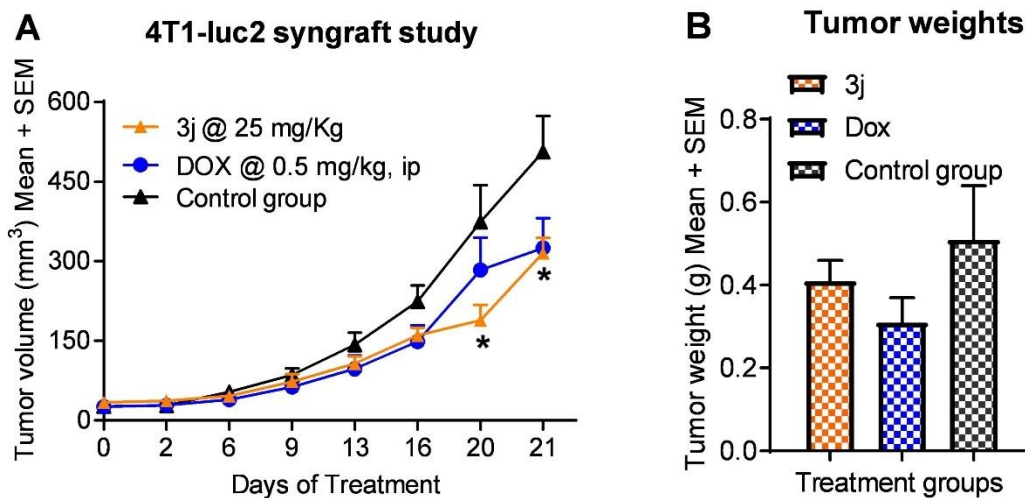 A
4T1-luc2 syngraft study
Tumor volume (mm³) Mean + SEM
600
450
300
150
0
3j @ 25 mg/Kg
DOX @ 0.5 mg/kg, ip
Control group
*
*
0 2 6 9 13 16 20 21
Days of Treatment
B
Tumor weights
3j
Dox
Control group
Tumor weight (g) Mean + SEM
0.8
0.6
0.4
0.2
0.0
Treatment groups